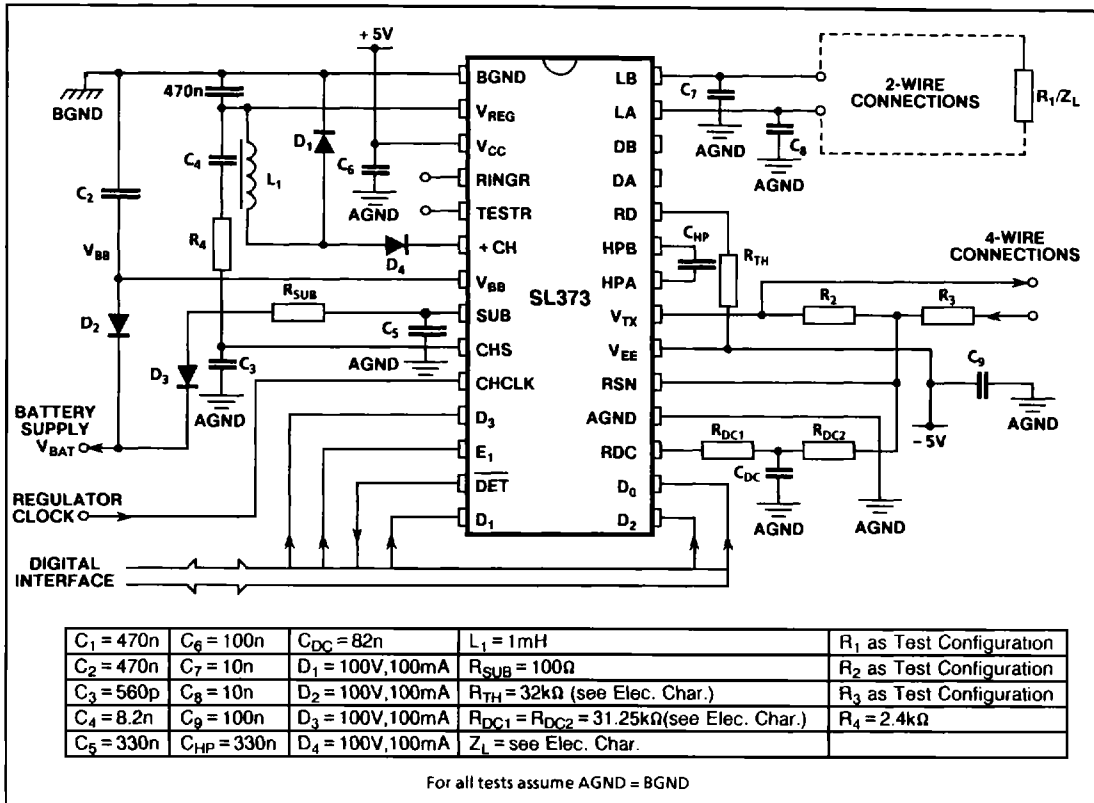 +5V
BGND
470n
BGND
VREG
C4
L1
D1
VCC
C6
AGND
RINGR
TESTR
C2
VBB
R4
D4
+CH
VBB
D2
RSUB
SUB
C5
AGND
D3
CHS
C3
AGND
CHCLK
BATTERY
SUPPLY
VBAT
D3
E1
REGULATOR
CLOCK
DET
D1
DIGITAL
INTERFACE
SL373
LB
LA
DB
DA
RD
HPB
HPA
VTX
VEE
RSN
AGND
RDC
D0
D2
C7
AGND
C8
AGND
2-WIRE
CONNECTIONS
R1/ZL
CHP
RTH
4-WIRE
CONNECTIONS
R2
R3
C9
AGND
-5V
RDC1
RDC2
CDC
AGND
AGND
C1 = 470n C6 = 100n CDC = 82n L1 = 1mH R1 as Test Configuration
C2 = 470n C7 = 10n D1 = 100V,100mA RSUB = 100Ω R2 as Test Configuration
C3 = 560p C8 = 10n D2 = 100V,100mA RTH = 32kΩ (see Elec. Char.) R3 as Test Configuration
C4 = 8.2n C9 = 100n D3 = 100V,100mA RDC1 = RDC2 = 31.25kΩ(see Elec. Char.) R4 = 2.4kΩ
C5 = 330n CHP = 330n D4 = 100V,100mA ZL = see Elec. Char.
For all tests assume AGND = BGND